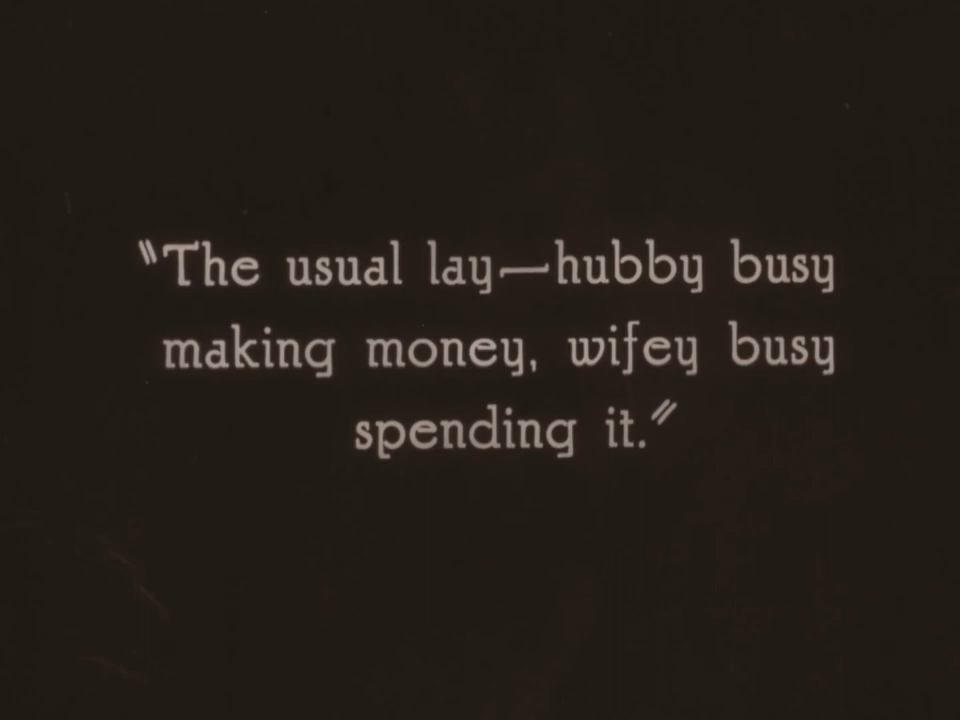 "The usual lay—hubby busy
making money, wifey busy
spending it."